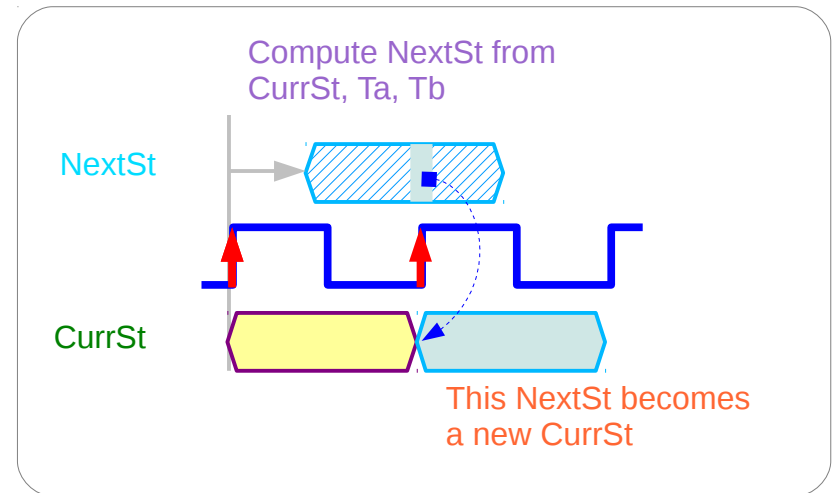 Compute NextSt from
CurrSt, Ta, Tb
NextSt
CurrSt
This NextSt becomes
a new CurrSt